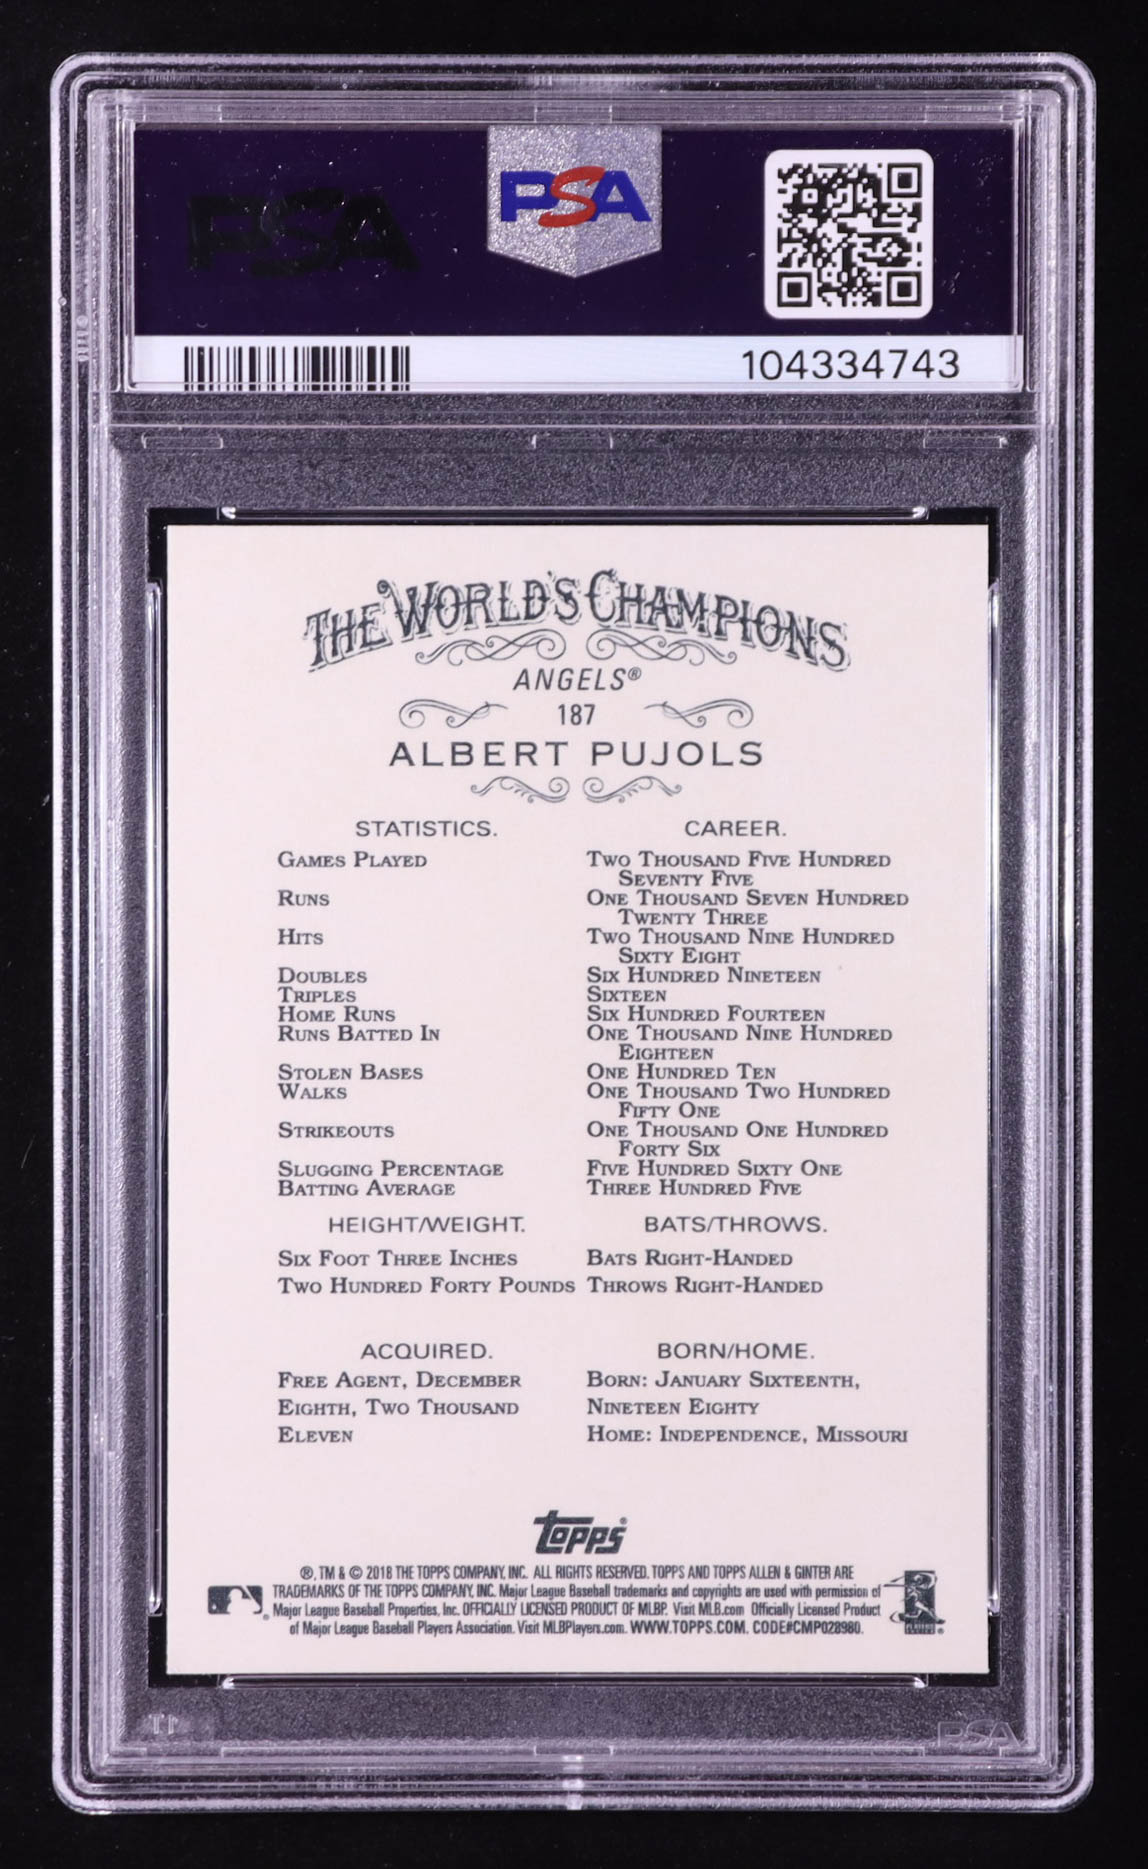 PSA
PSA
104334743
THE WORLD'S CHAMPIONS
ANGELS®
187
ALBERT PUJOLS
STATISTICS. CAREER.
GAMES PLAYED TWO THOUSAND FIVE HUNDRED
SEVENTY FIVE
RUNS ONE THOUSAND SEVEN HUNDRED
TWENTY THREE
HITS TWO THOUSAND NINE HUNDRED
SIXTY EIGHT
DOUBLES SIX HUNDRED NINETEEN
TRIPLES SIXTEEN
HOME RUNS SIX HUNDRED FOURTEEN
RUNS BATTED IN ONE THOUSAND NINE HUNDRED
EIGHTEEN
STOLEN BASES ONE HUNDRED TEN
WALKS ONE THOUSAND TWO HUNDRED
FIFTY ONE
STRIKEOUTS ONE THOUSAND ONE HUNDRED
FORTY SIX
SLUGGING PERCENTAGE FIVE HUNDRED SIXTY ONE
BATTING AVERAGE THREE HUNDRED FIVE
HEIGHT/WEIGHT. BATS/THROWS.
SIX FOOT THREE INCHES BATS RIGHT-HANDED
TWO HUNDRED FORTY POUNDS THROWS RIGHT-HANDED
ACQUIRED. BORN/HOME.
FREE AGENT, DECEMBER BORN: JANUARY SIXTEENTH,
EIGHTH, TWO THOUSAND NINETEEN EIGHTY
ELEVEN HOME: INDEPENDENCE, MISSOURI
topps®
®, TM & © 2018 THE TOPPS COMPANY, INC. ALL RIGHTS RESERVED. TOPPS AND TOPPS ALLEN & GINTER ARE
TRADEMARKS OF THE TOPPS COMPANY, INC. Major League Baseball trademarks and copyrights are used with permission of
Major League Baseball Properties, Inc. OFFICIALLY LICENSED PRODUCT OF MLBP. Visit MLB.com Officially Licensed Product
of Major League Baseball Players Association. Visit MLBPlayers.com. WWW.TOPPS.COM. CODE#CMP028980.
PSA